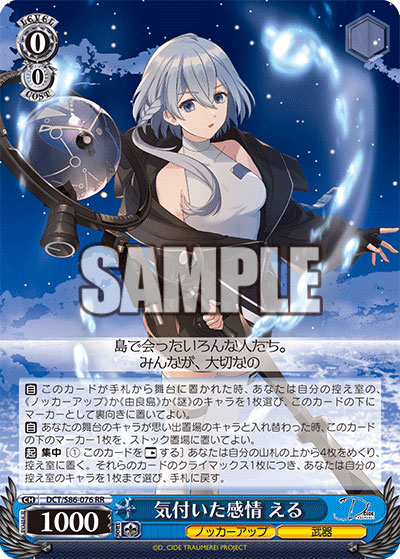 LEVEL
0
0
COST
SAMPLE
島で会ったいろんな人たち。
みんなが、大切なの
自 このカードが手札から舞台に置かれた時、あなたは自分の控え室の
《ノッカーアップ》か《由良島》か《謎》のキャラを1枚選び、このカードの下に
マーカーとして裏向きに置いてよい。
自 あなたの舞台のキャラが思い出置場のキャラと入れ替わった時、このカード
の下のマーカー1枚を、ストック置場に置いてよい。
起 集中 [① このカードを する] あなたは自分の山札の上から4枚をめくり、
控え室に置く。それらのカードのクライマックス1枚につき、あなたは自分の
控え室のキャラを1枚まで選び、手札に戻す。
CH DCT/S86-076 RR
POWER
1000
気付いた感情 える
ノッカーアップ 武器
©D_CIDE TRAUMEREI PROJECT